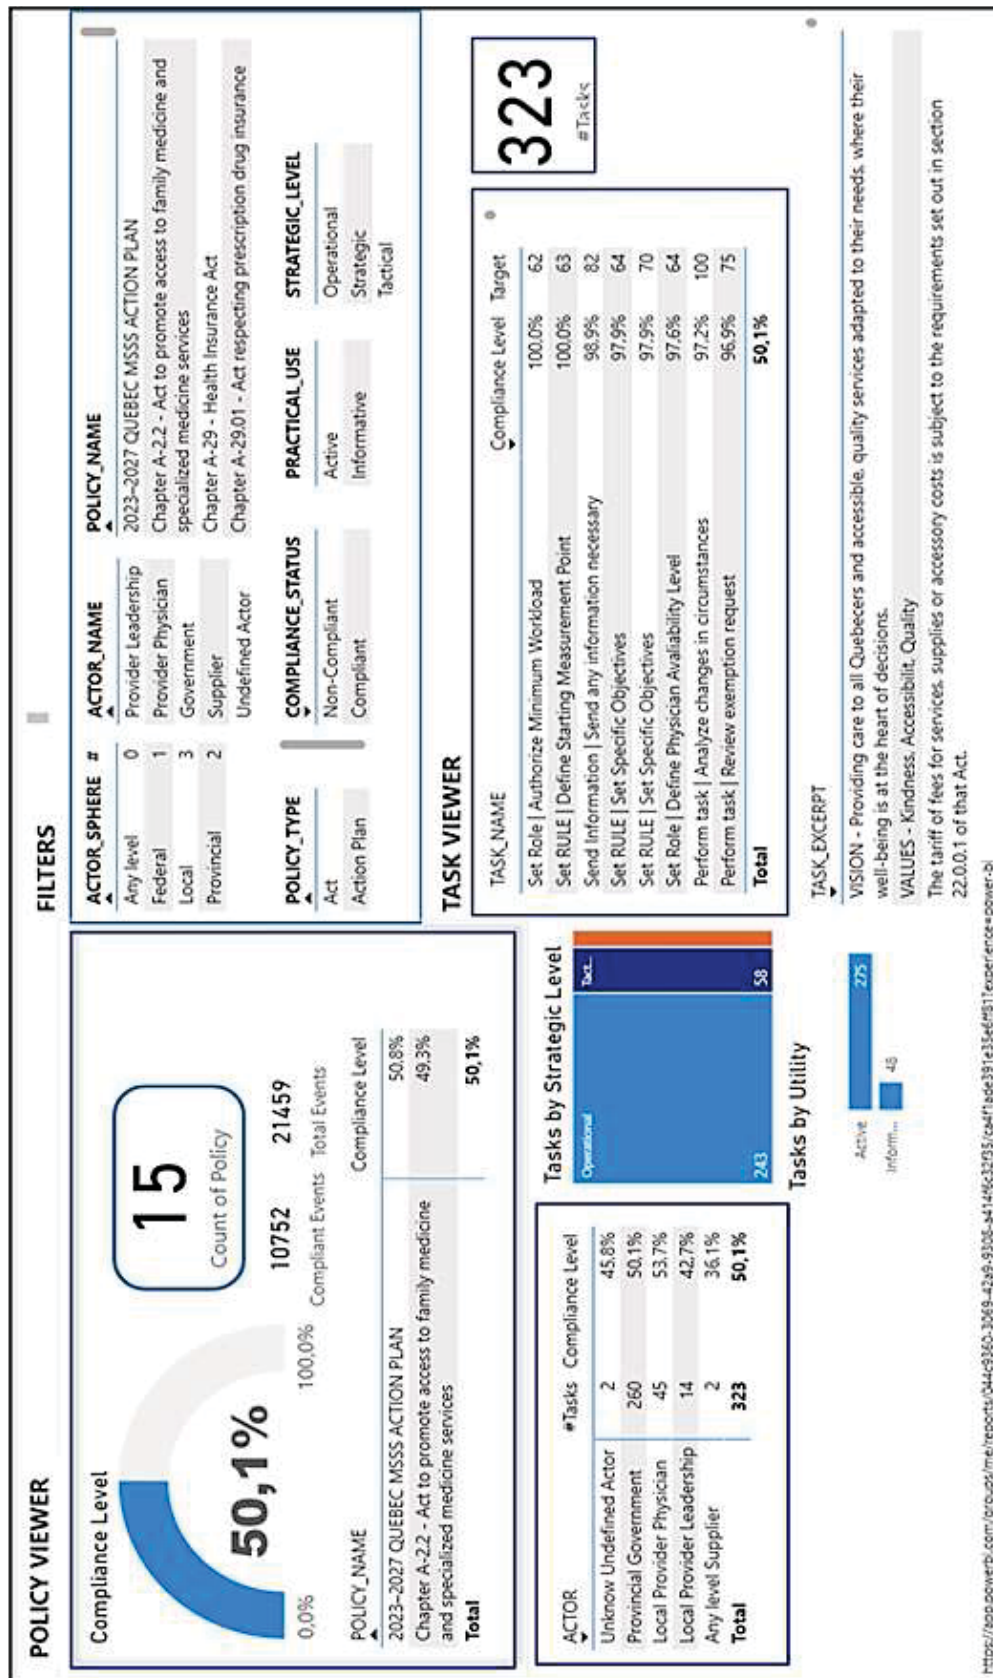 POLICY VIEWER
Compliance Level
50,1%
0,0%
100,0%
15
Count of Policy
10752
Compliant Events
21459
Total Events
POLICY_NAME Compliance Level
2023–2027 QUEBEC MSSS ACTION PLAN 50.8%
Chapter A-2.2 - Act to promote access to family medicine 49,3%
and specialized medicine services
Total 50,1%
FILTERS
ACTOR_SPHERE #
Any level 0
Federal 1
Local 3
Provincial 2
ACTOR_NAME
Provider Leadership
Provider Physician
Government
Supplier
Undefined Actor
POLICY_NAME
2023–2027 QUEBEC MSSS ACTION PLAN
Chapter A-2.2 - Act to promote access to family medicine and
specialized medicine services
Chapter A-29 - Health Insurance Act
Chapter A-29.01 - Act respecting prescription drug insurance
POLICY_TYPE
Act
Action Plan
COMPLIANCE_STATUS
Non-Compliant
Compliant
PRACTICAL_USE
Active
Informative
STRATEGIC_LEVEL
Operational
Strategic
Tactical
ACTOR #Tasks Compliance Level
Unknow Undefined Actor 2 45.8%
Provincial Government 260 50.1%
Local Provider Physician 45 53.7%
Local Provider Leadership 14 42.7%
Any level Supplier 2 36.1%
Total 323 50,1%
Tasks by Strategic Level
Operational
243
Tact...
58
Tasks by Utility
Active 275
Inform... 48
TASK VIEWER
TASK_NAME Compliance Level Target
Set Role | Authorize Minimum Workload 100.0% 62
Set RULE | Define Starting Measurement Point 100.0% 63
Send Information | Send any information necessary 98.9% 82
Set RULE | Set Specific Objectives 97.9% 64
Set RULE | Set Specific Objectives 97.9% 70
Set Role | Define Physician Avaliability Level 97.6% 64
Perform task | Analyze changes in circumstances 97.2% 100
Perform task | Review exemption request 96.9% 75
Total 50,1%
323
#Tasks
TASK_EXCERPT
VISION - Providing care to all Quebecers and accessible, quality services adapted to their needs, where their
well-being is at the heart of decisions.
VALUES - Kindness, Accessibilit, Quality
The tariff of fees for services, supplies or accessory costs is subject to the requirements set out in section
22.0.0.1 of that Act.